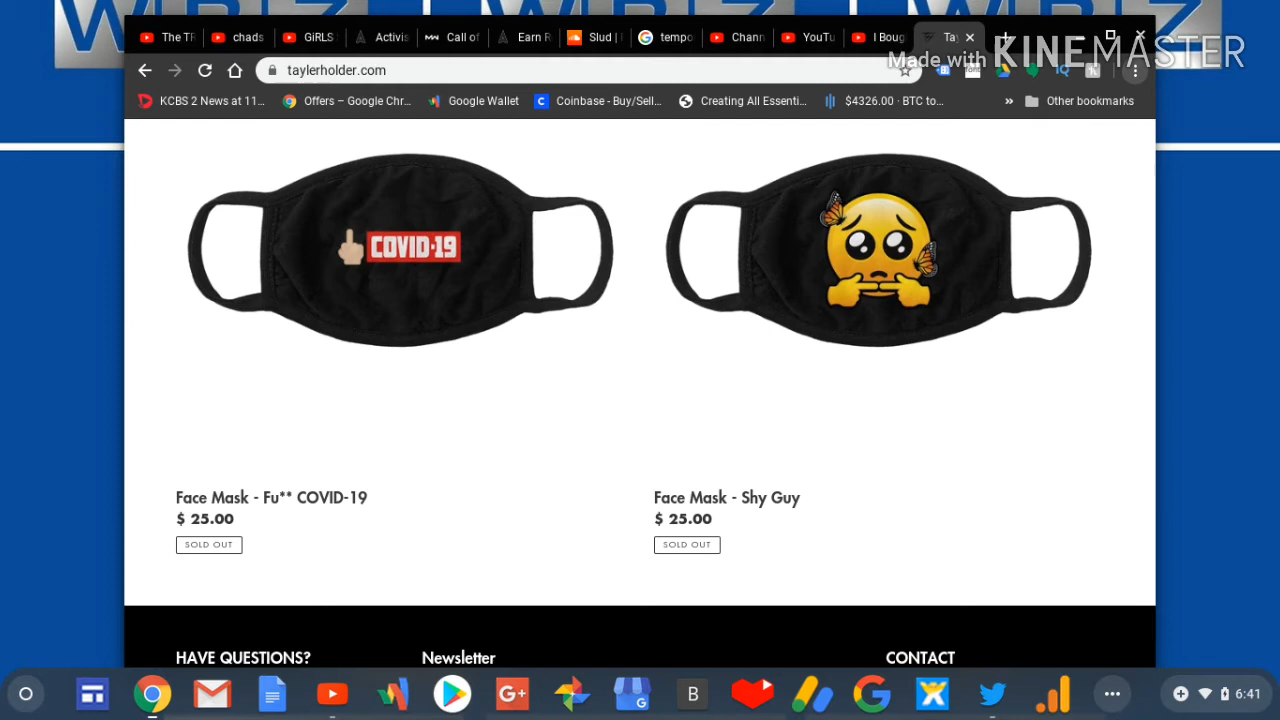 The TR
chads
GiRLS
Activis
Call of
Earn R
Slud |
tempo
Chann
YouTu
I Boug
Tay
Made with KINEMASTER
taylerholder.com
KCBS 2 News at 11...
Offers – Google Chr...
Google Wallet
Coinbase - Buy/Sell...
Creating All Essenti...
$4326.00 · BTC to...
»
Other bookmarks
COVID-19
Face Mask - Fu** COVID-19
$ 25.00
SOLD OUT
Face Mask - Shy Guy
$ 25.00
SOLD OUT
HAVE QUESTIONS?
Newsletter
CONTACT
6:41